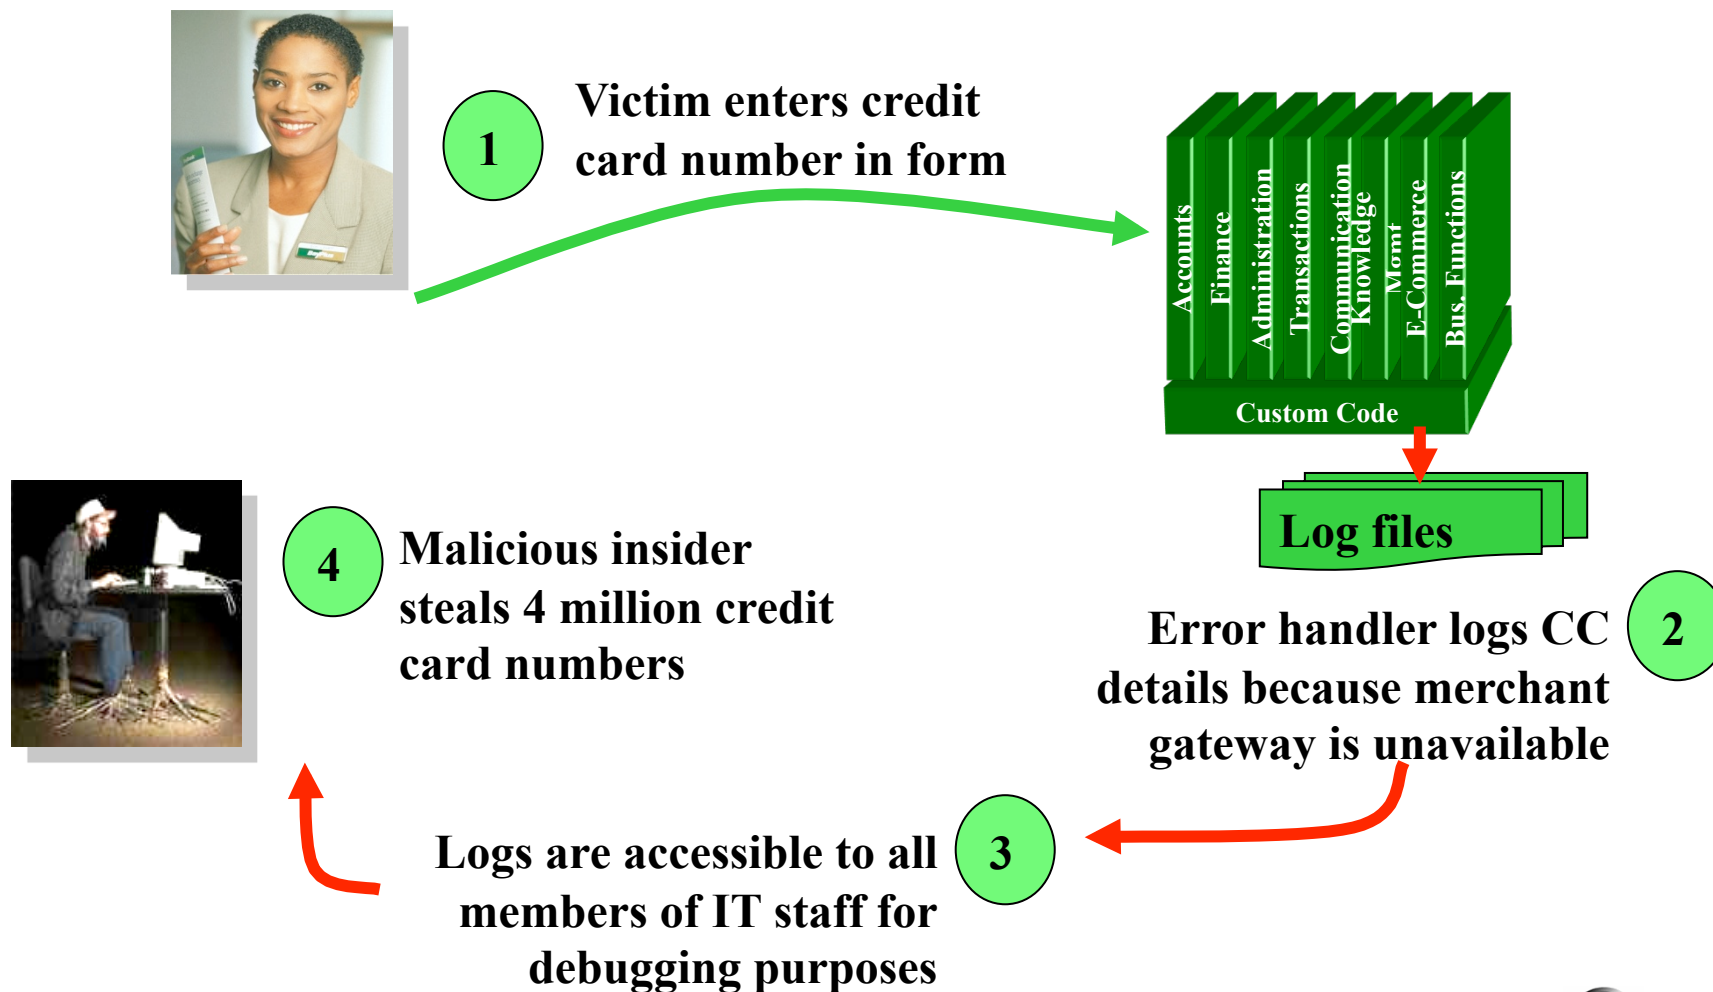 1
Victim enters credit
card number in form
Accounts
Finance
Administration
Transactions
Communication
Knowledge
Mgmt
E-Commerce
Bus. Functions
Custom Code
Log files
2
Error handler logs CC
details because merchant
gateway is unavailable
3
Logs are accessible to all
members of IT staff for
debugging purposes
4
Malicious insider
steals 4 million credit
card numbers